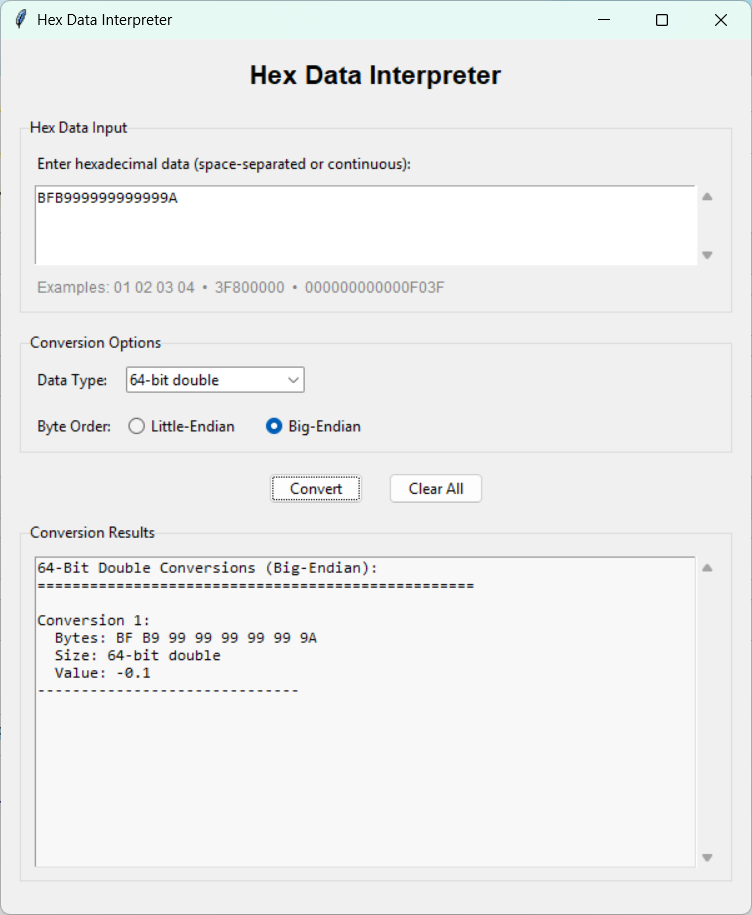 Hex Data Interpreter
Hex Data Interpreter
Hex Data Input
Enter hexadecimal data (space-separated or continuous):
BFB999999999999A
Examples: 01 02 03 04 • 3F800000 • 000000000000F03F
Conversion Options
Data Type: 64-bit double
Byte Order: Little-Endian Big-Endian
Convert Clear All
Conversion Results
64-Bit Double Conversions (Big-Endian):
==================================================
Conversion 1:
Bytes: BF B9 99 99 99 99 99 9A
Size: 64-bit double
Value: -0.1
------------------------------